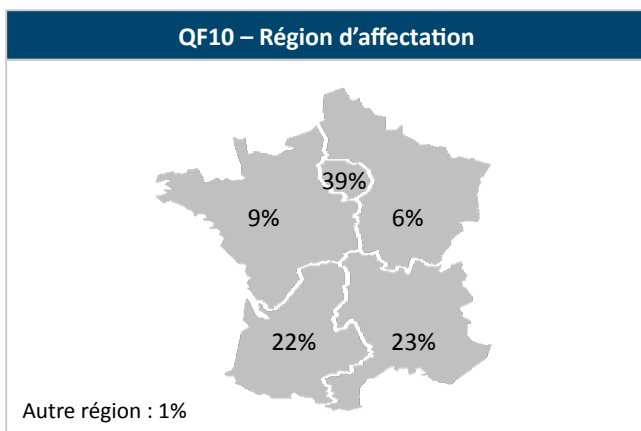 QF10 – Région d’affectation
39%
9%
6%
22%
23%
Autre région : 1%